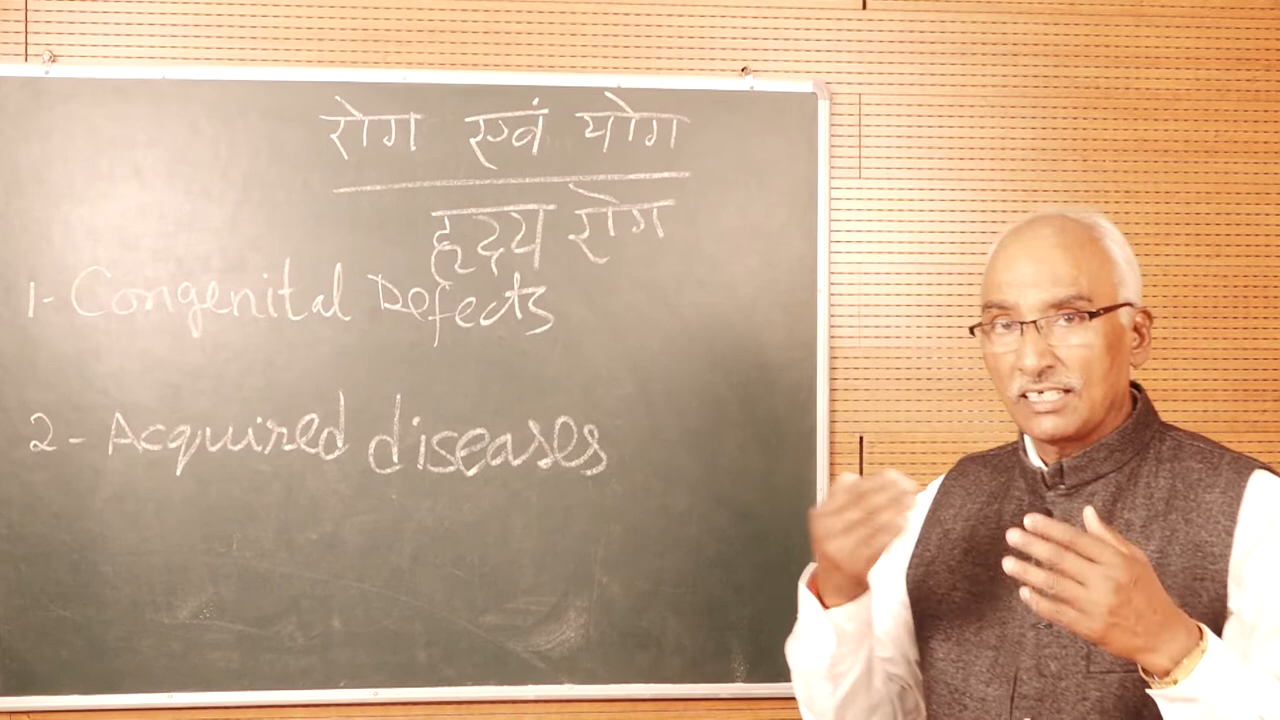 रोग एवं योग
हृदय रोग
1- Congenital Defects
2- Acquired diseases